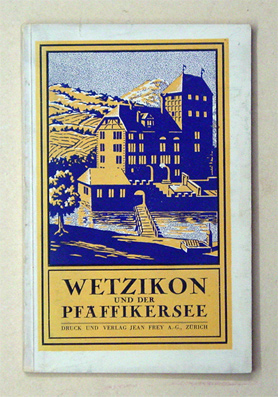 WETZIKON
UND DER
PFÄFFIKERSEE
DRUCK UND VERLAG JEAN FREY A.-G., ZÜRICH